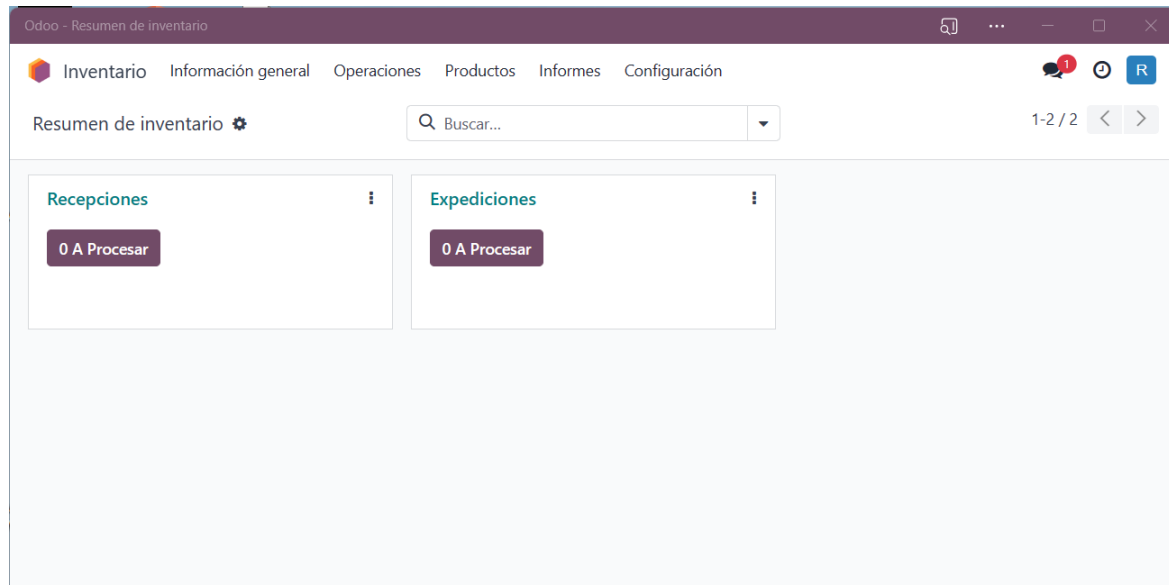 Odoo - Resumen de inventario
Inventario Información general Operaciones Productos Informes Configuración 1 R
Resumen de inventario Buscar... 1-2 / 2
Recepciones Expediciones
0 A Procesar 0 A Procesar